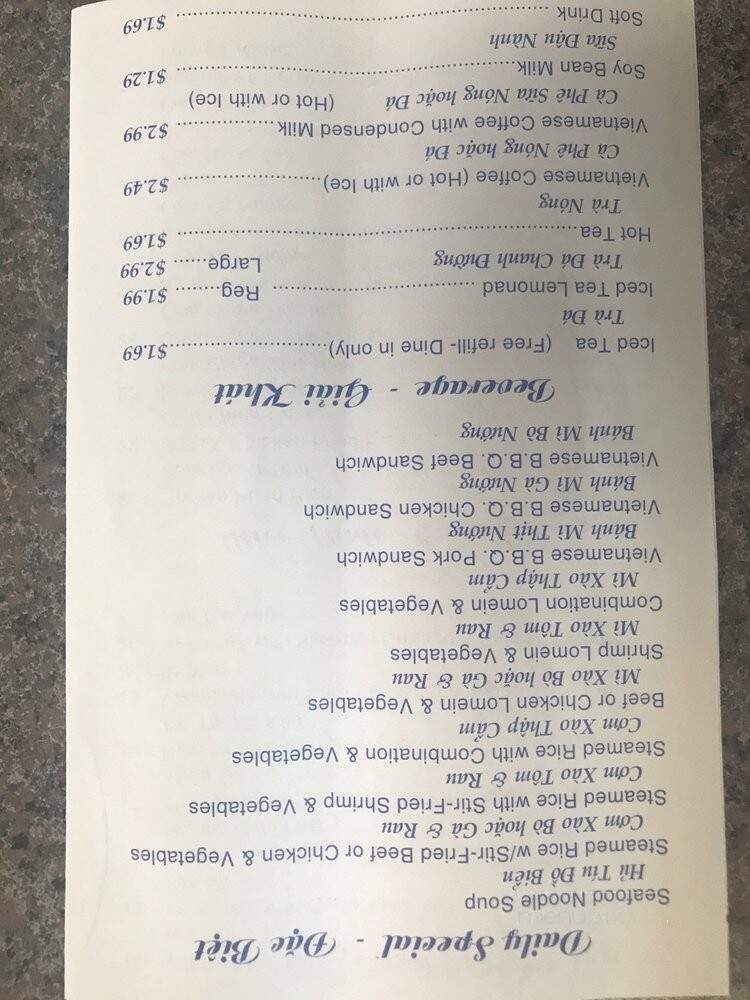 Daily Special - Đặc Biệt
Seafood Noodle Soup
Hủ Tíu Đồ Biển
Steamed Rice w/Stir-Fried Beef or Chicken & Vegetables
Cơm Xào Bò hoặc Gà & Rau
Steamed Rice with Stir-Fried Shrimp & Vegetables
Cơm Xào Tôm & Rau
Steamed Rice with Combination & Vegetables
Cơm Xào Thập Cẩm
Beef or Chicken Lomein & Vegetables
Mì Xào Bò hoặc Gà & Rau
Shrimp Lomein & Vegetables
Mì Xào Tôm & Rau
Combination Lomein & Vegetables
Mì Xào Thập Cẩm
Vietnamese B.B.Q. Pork Sandwich
Bánh Mì Thịt Nướng
Vietnamese B.B.Q. Chicken Sandwich
Bánh Mì Gà Nướng
Vietnamese B.B.Q. Beef Sandwich
Bánh Mì Bò Nướng
Beverage - Giải Khát
Iced Tea (Free refill- Dine in only)........................... $1.69
Trà Đá
Iced Tea Lemonad ................................... Reg....... $1.99
Trà Đá Chanh Đường Large...... $2.99
Hot Tea............................................................ $1.69
Trà Nóng
Vietnamese Coffee (Hot or with Ice)......................... $2.49
Cà Phê Nóng hoặc Đá
Vietnamese Coffee with Condensed Milk................. $2.99
Cà Phê Sữa Nóng hoặc Đá (Hot or with Ice)
Soy Bean Milk.................................................... $1.29
Sữa Đậu Nành
Soft Drink ........................................................ $1.69